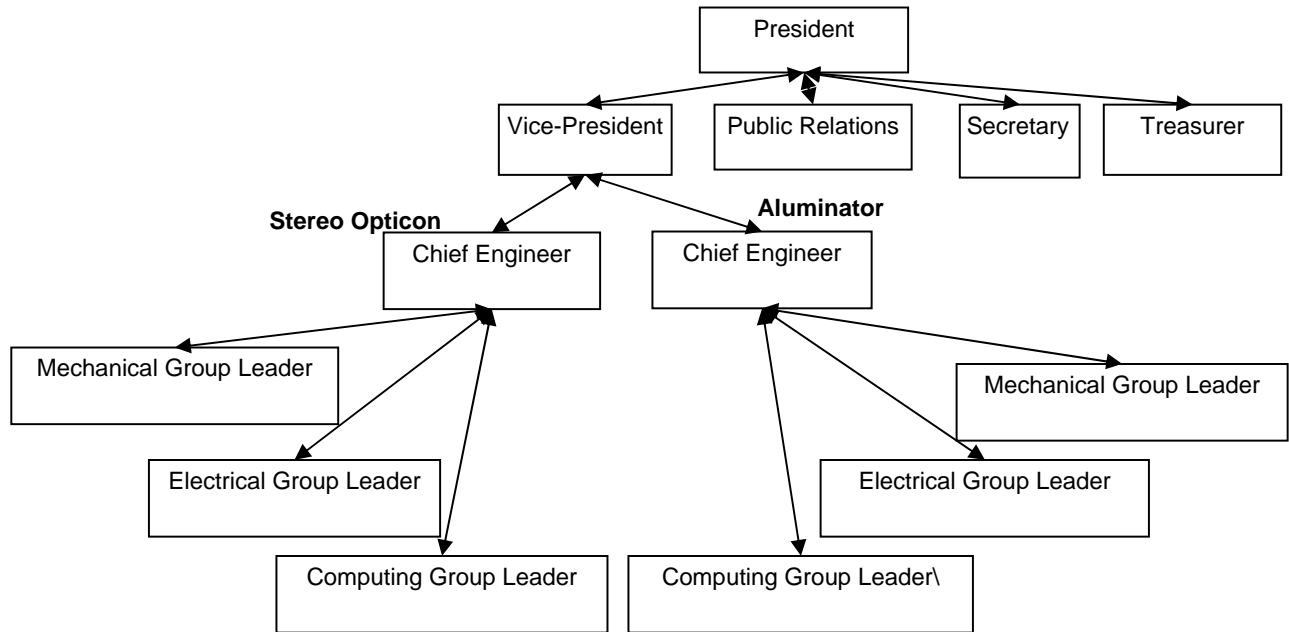 President
Vice-President
Public Relations
Secretary
Treasurer
Stereo Opticon
Aluminator
Chief Engineer
Chief Engineer
Mechanical Group Leader
Mechanical Group Leader
Electrical Group Leader
Electrical Group Leader
Computing Group Leader
Computing Group Leader\